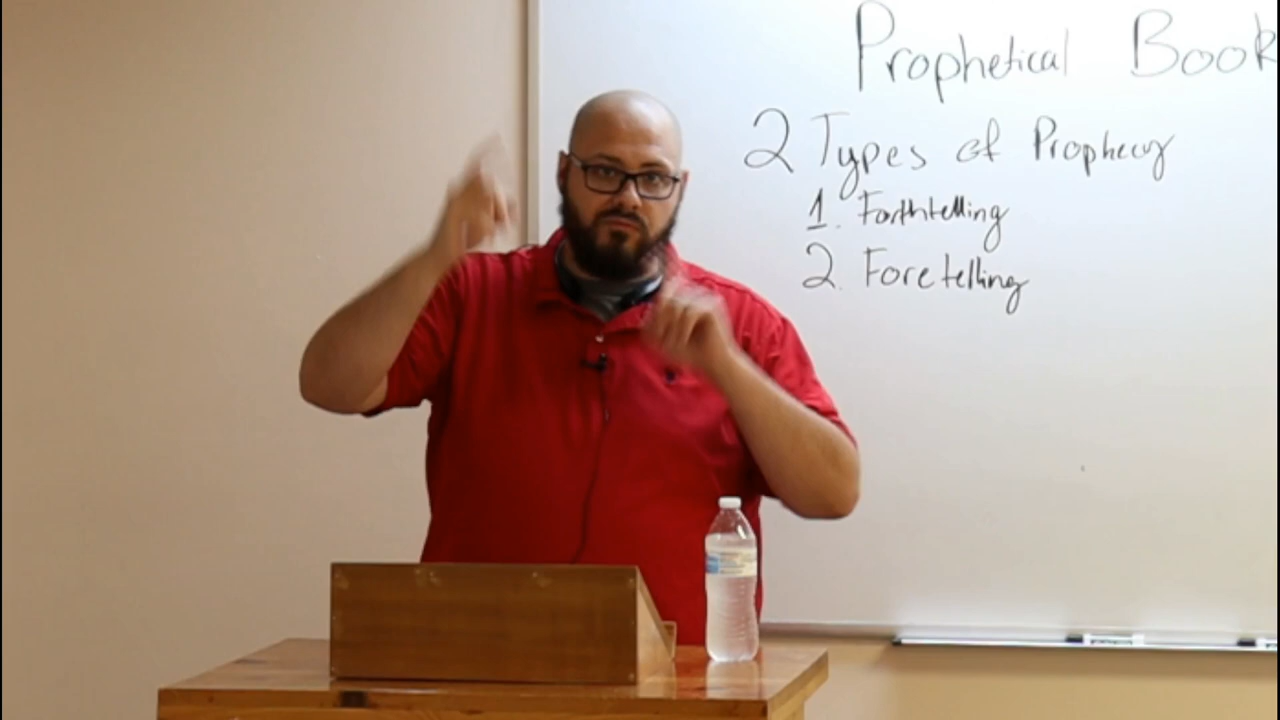 Prophetical Book
2 Types of Prophecy
1. Forthtelling
2. Foretelling